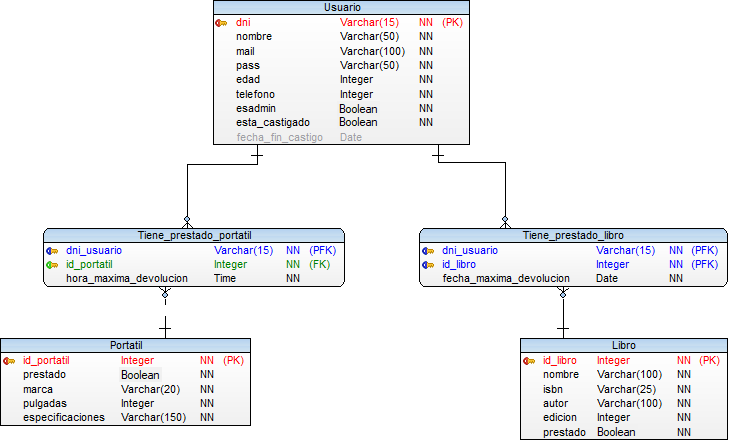 Usuario
dni Varchar(15) NN (PK)
nombre Varchar(50) NN
mail Varchar(100) NN
pass Varchar(50) NN
edad Integer NN
telefono Integer NN
esadmin Boolean NN
esta_castigado Boolean NN
fecha_fin_castigo Date
Tiene_prestado_portatil
dni_usuario Varchar(15) NN (PFK)
id_portatil Integer NN (FK)
hora_maxima_devolucion Time NN
Tiene_prestado_libro
dni_usuario Varchar(15) NN (PFK)
id_libro Integer NN (PFK)
fecha_maxima_devolucion Date NN
Portatil
id_portatil Integer NN (PK)
prestado Boolean NN
marca Varchar(20) NN
pulgadas Integer NN
especificaciones Varchar(150) NN
Libro
id_libro Integer NN (PK)
nombre Varchar(100) NN
isbn Varchar(25) NN
autor Varchar(100) NN
edicion Integer NN
prestado Boolean NN